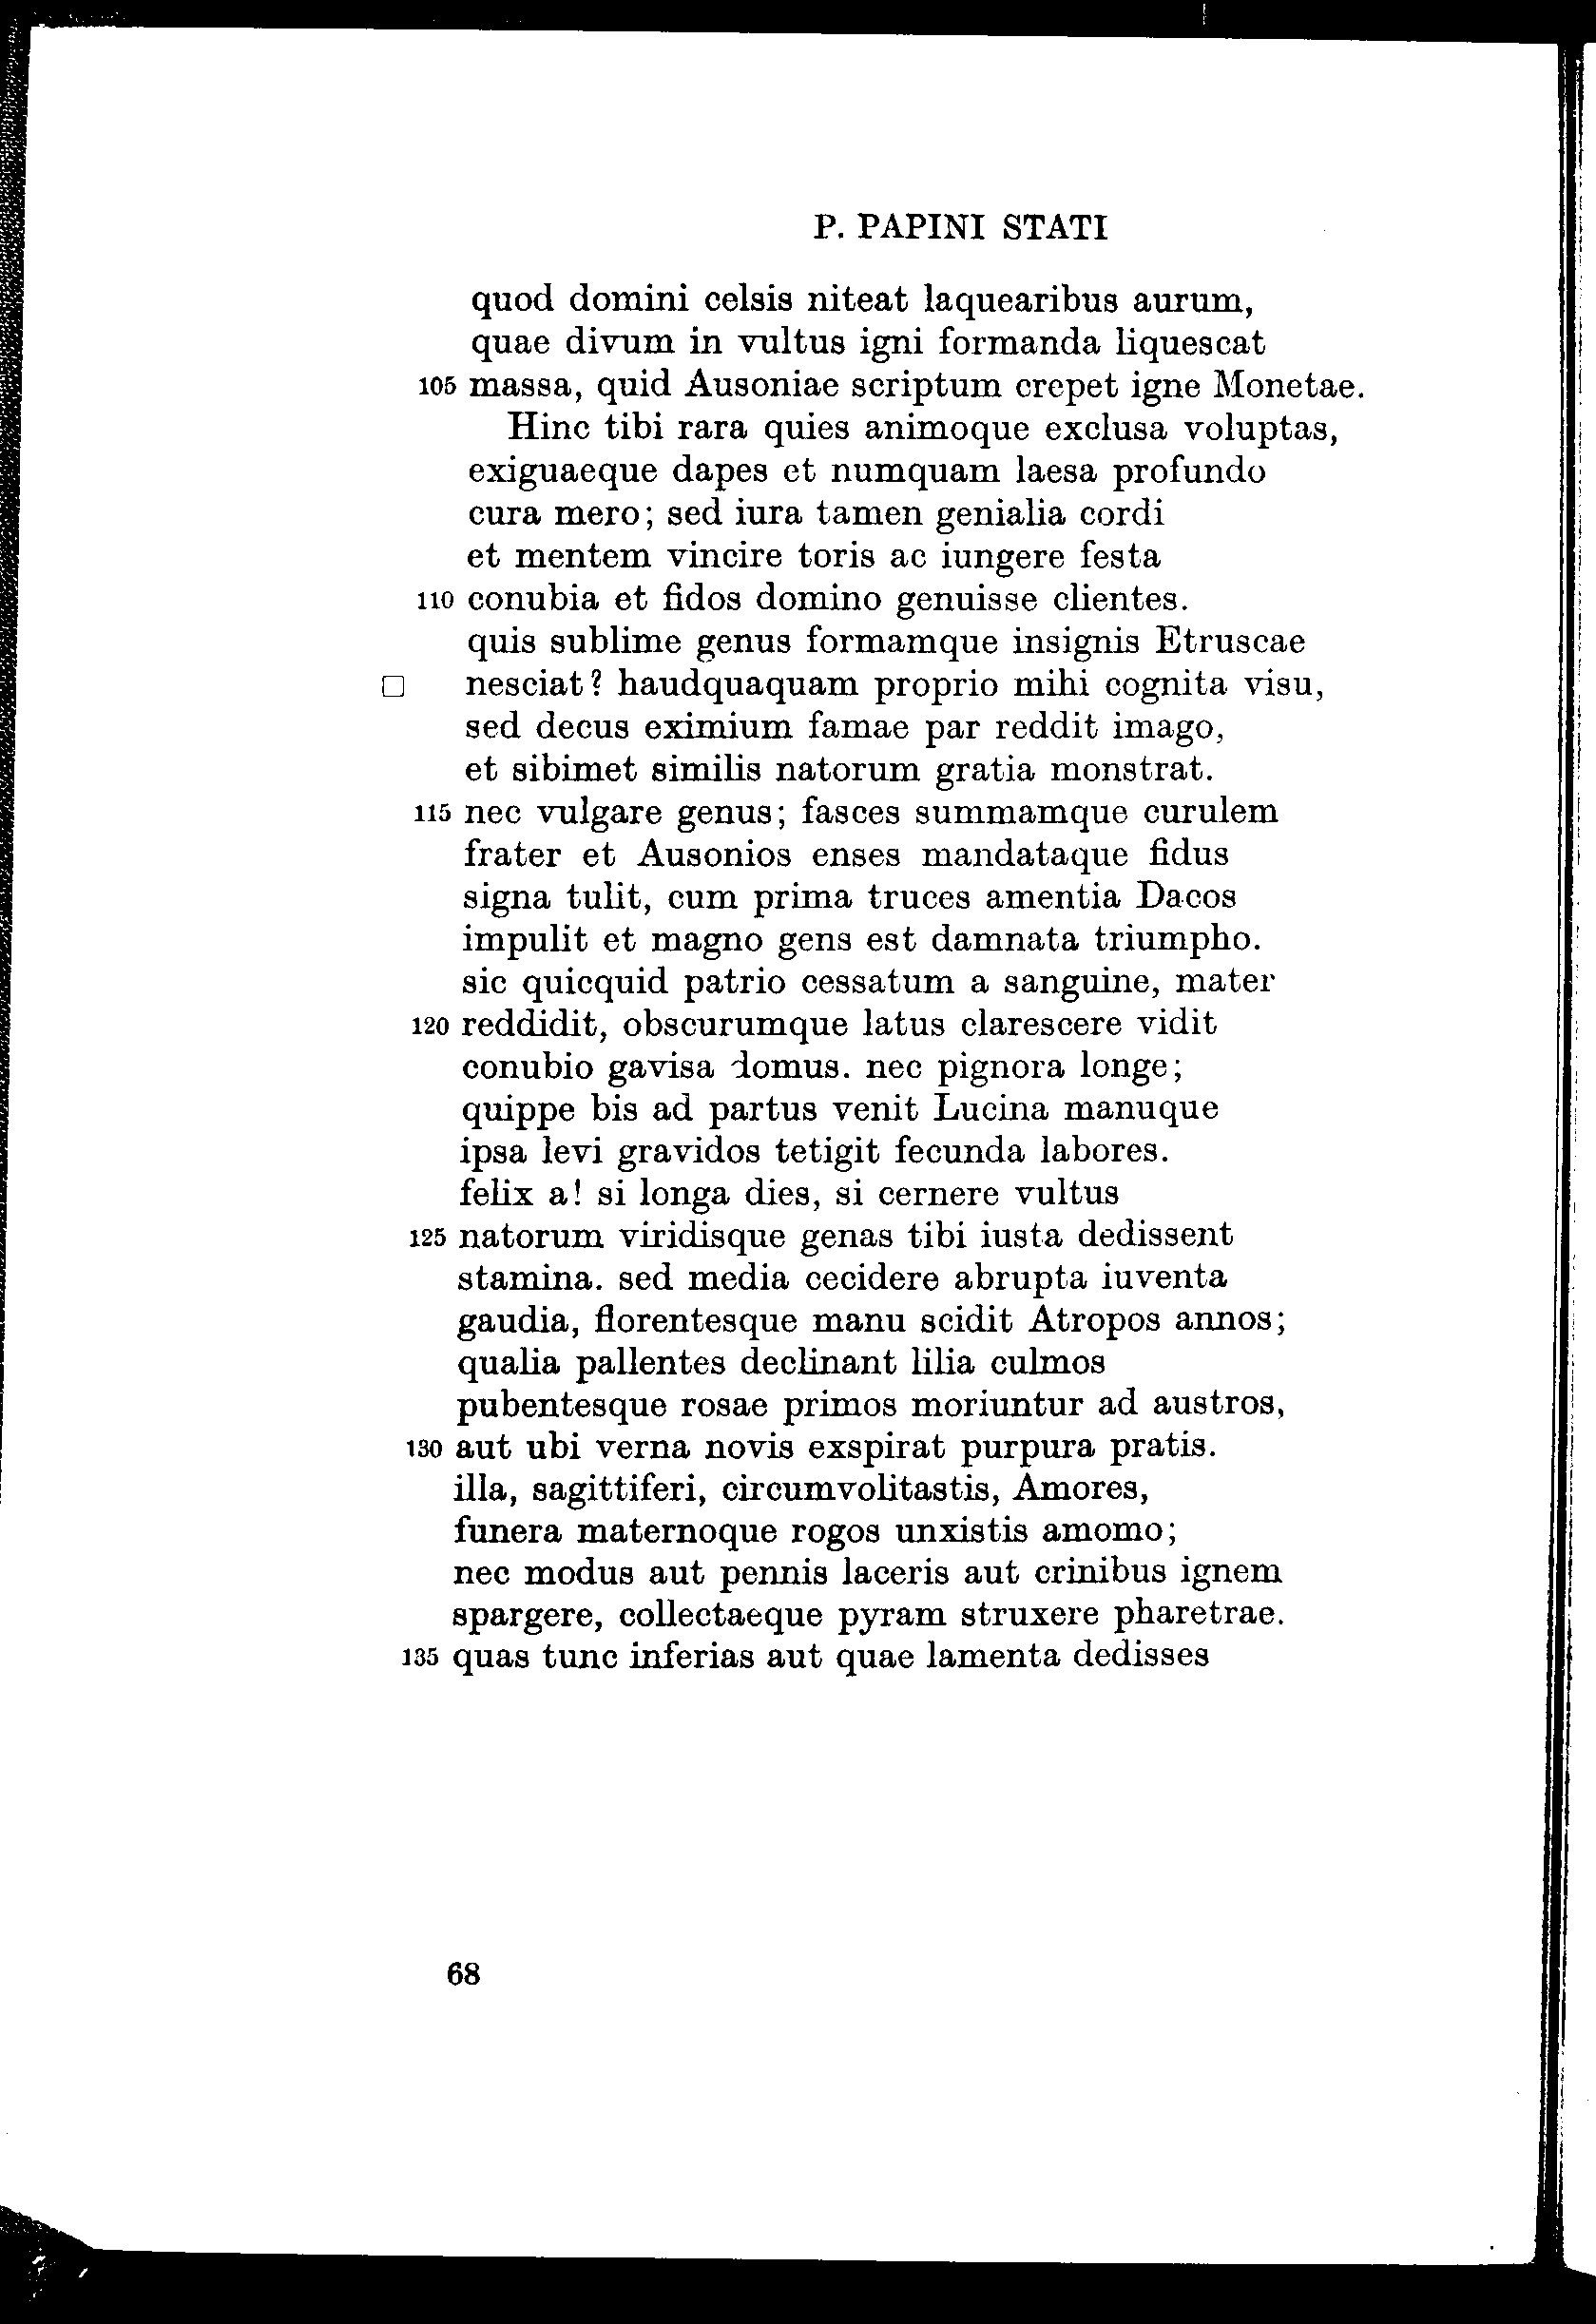 P. PAPINI STATI
quod domini celsis niteat laquearibus aurum,
quae divum in vultus igni formanda liquescat
105 massa, quid Ausoniae scriptum crepet igne Monetae.
Hinc tibi rara quies animoque exclusa voluptas,
exiguaeque dapes et numquam laesa profundo
cura mero; sed iura tamen genialia cordi
et mentem vincire toris ac iungere festa
110 conubia et fidos domino genuisse clientes.
quis sublime genus formamque insignis Etruscae
nesciat? haudquaquam proprio mihi cognita visu,
sed decus eximium famae par reddit imago,
et sibimet similis natorum gratia monstrat.
115 nec vulgare genus; fasces summamque curulem
frater et Ausonios enses mandataque fidus
signa tulit, cum prima truces amentia Dacos
impulit et magno gens est damnata triumpho.
sic quicquid patrio cessatum a sanguine, mater
120 reddidit, obscurumque latus clarescere vidit
conubio gavisa domus. nec pignora longe;
quippe bis ad partus venit Lucina manuque
ipsa levi gravidos tetigit fecunda labores.
felix a! si longa dies, si cernere vultus
125 natorum viridisque genas tibi iusta dedissent
stamina. sed media cecidere abrupta iuventa
gaudia, florentesque manu scidit Atropos annos;
qualia pallentes declinant lilia culmos
pubentesque rosae primos moriuntur ad austros,
130 aut ubi verna novis exspirat purpura pratis.
illa, sagittiferi, circumvolitastis, Amores,
funera maternoque rogos unxistis amomo;
nec modus aut pennis laceris aut crinibus ignem
spargere, collectaeque pyram struxere pharetrae.
135 quas tunc inferias aut quae lamenta dedisses
68